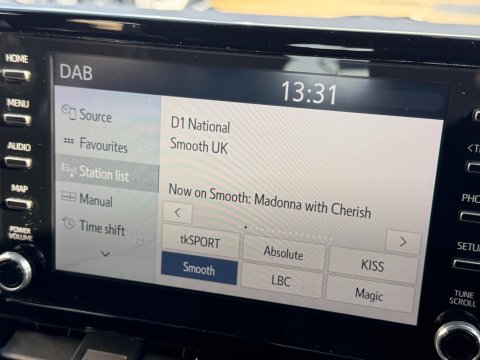 DAB
13:31
HOME
MENU
AUDIO
MAP
POWER
VOLUME
Source
Favourites
Station list
Manual
Time shift
D1 National
Smooth UK
Now on Smooth: Madonna with Cherish
tkSPORT
Absolute
KISS
Smooth
LBC
Magic
SETU
TUNE
SCROLL